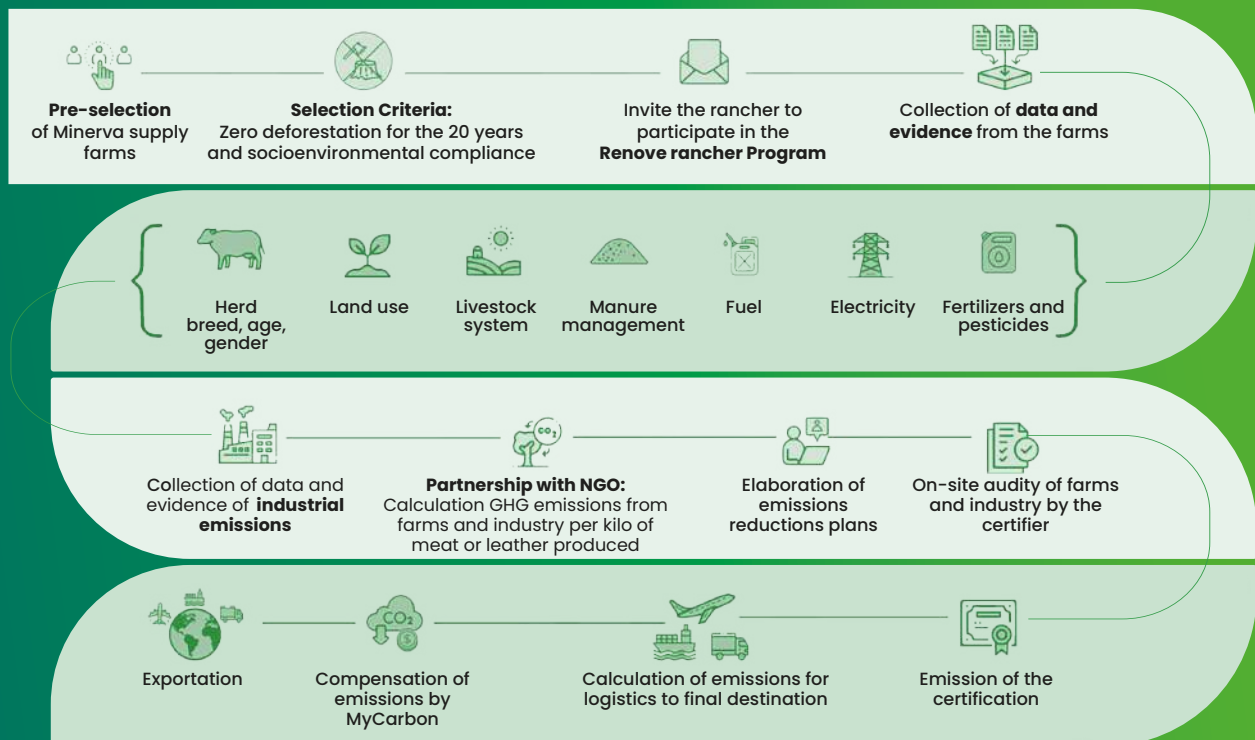 Pre-selection
of Minerva supply
farms
Selection Criteria:
Zero deforestation for the 20 years
and socioenvironmental compliance
Invite the rancher to
participate in the
Renove rancher Program
Collection of data and
evidence from the farms
Herd
breed, age,
gender
Land use
Livestock
system
Manure
management
Fuel
Electricity
Fertilizers and
pesticides
Collection of data and
evidence of industrial
emissions
CO₂
Partnership with NGO:
Calculation GHG emissions from
farms and industry per kilo of
meat or leather produced
Elaboration of
emissions
reductions plans
On-site audity of farms
and industry by the
certifier
Exportation
CO₂
$
Compensation of
emissions by
MyCarbon
Calculation of emissions for
logistics to final destination
Emission of the
certification